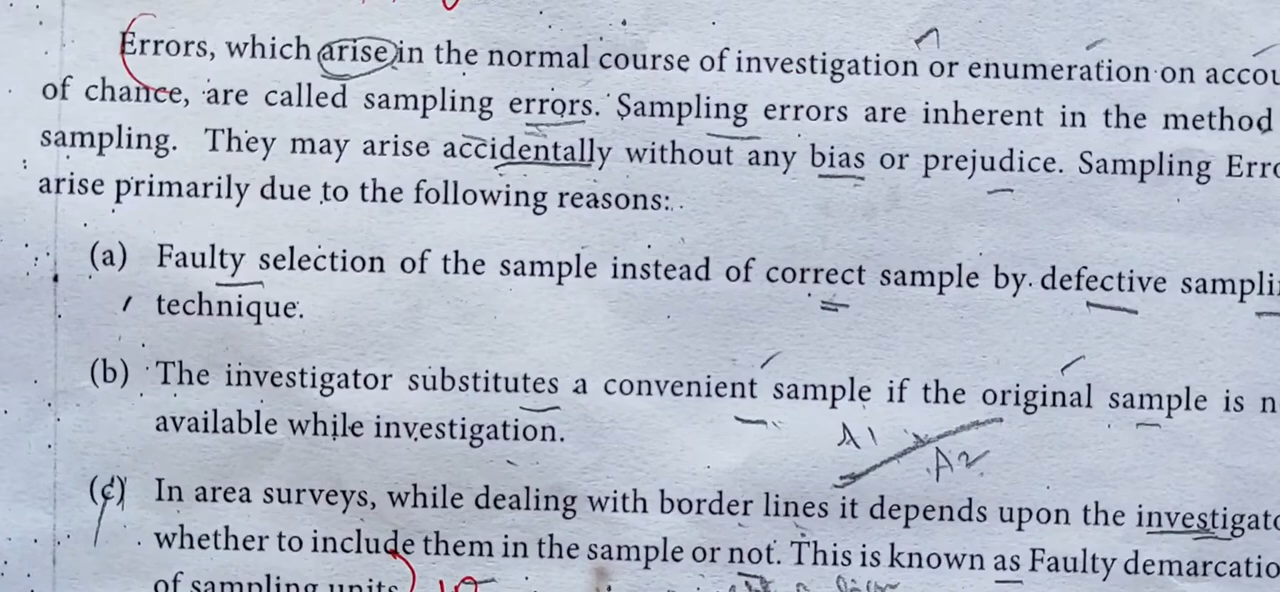 Errors, which arise in the normal course of investigation or enumeration on accou
of chance, are called sampling errors. Sampling errors are inherent in the method
sampling. They may arise accidentally without any bias or prejudice. Sampling Erro
arise primarily due to the following reasons:
(a) Faulty selection of the sample instead of correct sample by defective sampli
technique.
(b) The investigator substitutes a convenient sample if the original sample is n
available while investigation.
A1
A2
(c) In area surveys, while dealing with border lines it depends upon the investigato
whether to include them in the sample or not. This is known as Faulty demarcatio
of sampling units